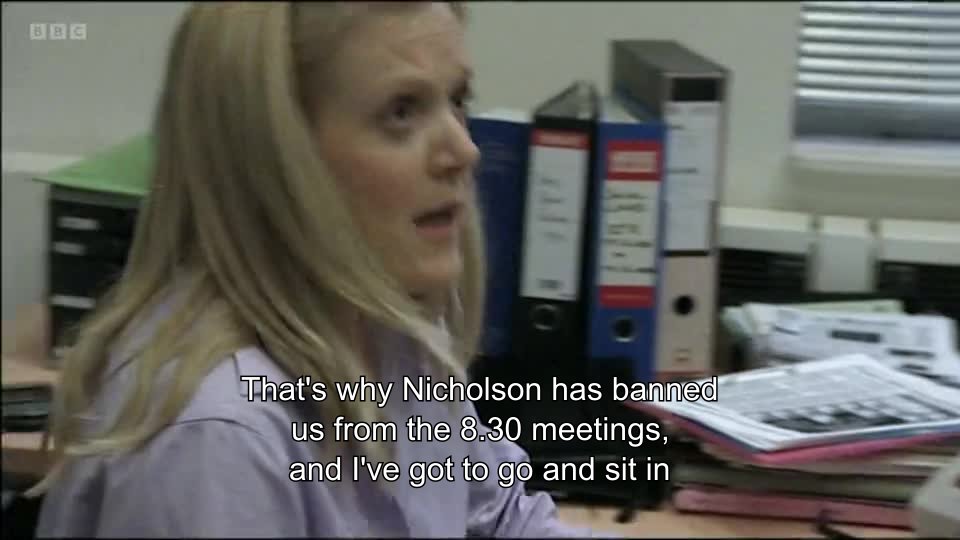 BBC
That's why Nicholson has banned
us from the 8.30 meetings,
and I've got to go and sit in